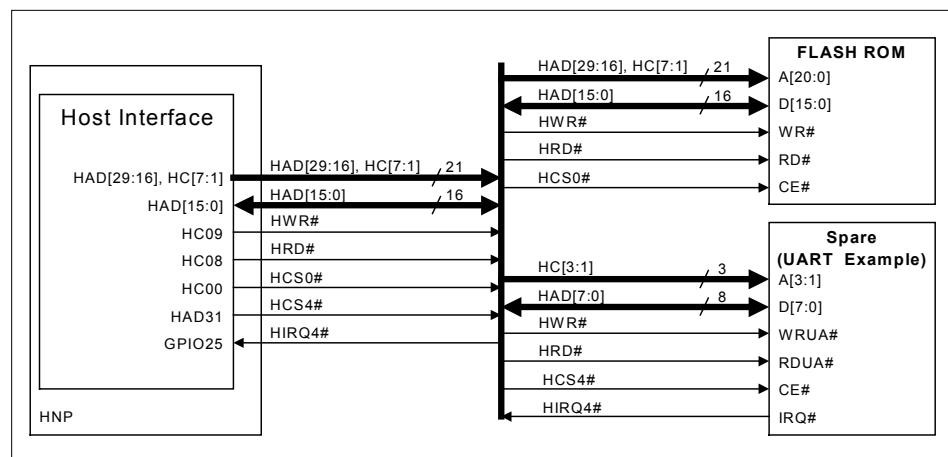 Host Interface
HAD[29:16], HC[7:1]
HAD[15:0]
HC09
HC08
HC00
HAD31
GPIO25
HNP
HAD[29:16], HC[7:1] 21
HAD[15:0] 16
HWR#
HRD#
HCS0#
HCS4#
HIRQ4#
HAD[29:16], HC[7:1] 21
HAD[15:0] 16
HWR#
HRD#
HCS0#
FLASH ROM
A[20:0]
D[15:0]
WR#
RD#
CE#
HC[3:1] 3
HAD[7:0] 8
HWR#
HRD#
HCS4#
HIRQ4#
Spare
(UART Example)
A[3:1]
D[7:0]
WRUA#
RDUA#
CE#
IRQ#